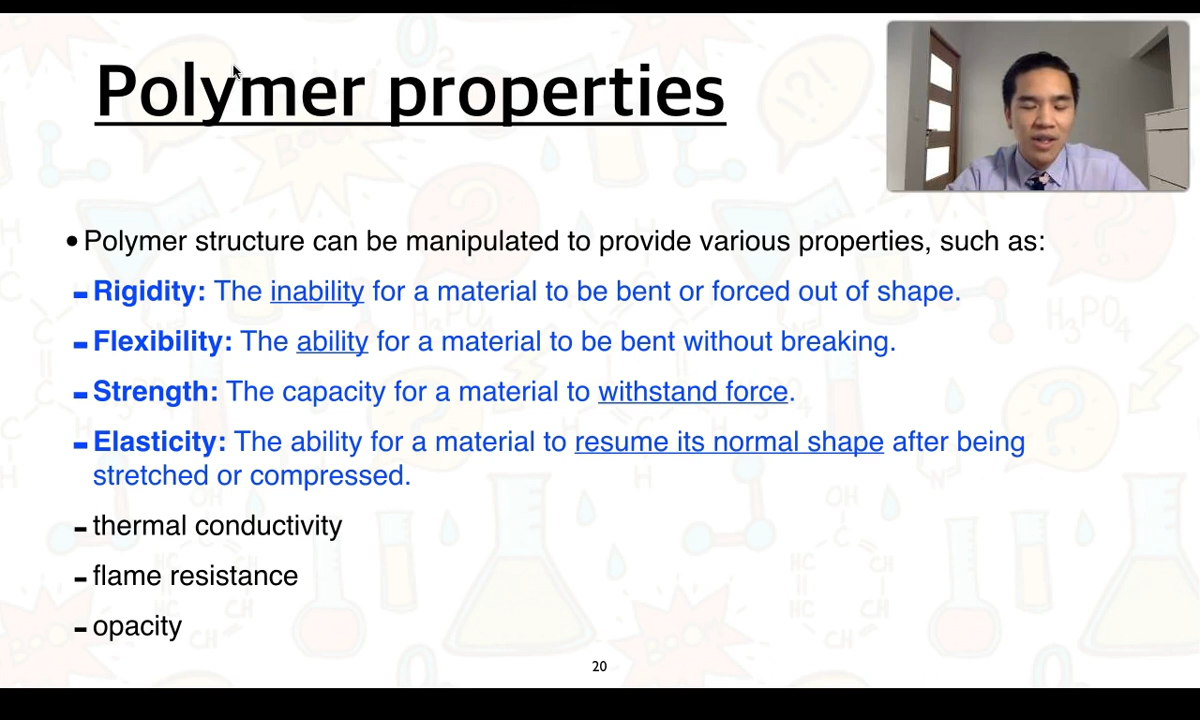 Polymer properties
• Polymer structure can be manipulated to provide various properties, such as:
- Rigidity: The inability for a material to be bent or forced out of shape.
- Flexibility: The ability for a material to be bent without breaking.
- Strength: The capacity for a material to withstand force.
- Elasticity: The ability for a material to resume its normal shape after being
stretched or compressed.
- thermal conductivity
- flame resistance
- opacity
20